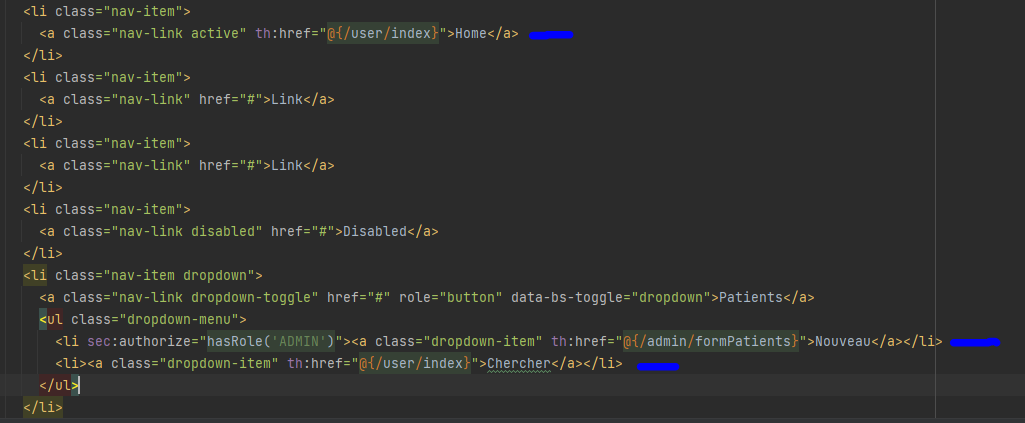 <li class="nav-item">
<a class="nav-link active" th:href="@{/user/index}">Home</a>
</li>
<li class="nav-item">
<a class="nav-link" href="#">Link</a>
</li>
<li class="nav-item">
<a class="nav-link" href="#">Link</a>
</li>
<li class="nav-item">
<a class="nav-link disabled" href="#">Disabled</a>
</li>
<li class="nav-item dropdown">
<a class="nav-link dropdown-toggle" href="#" role="button" data-bs-toggle="dropdown">Patients</a>
<ul class="dropdown-menu">
<li sec:authorize="hasRole('ADMIN')"><a class="dropdown-item" th:href="@{/admin/formPatients}">Nouveau</a></li>
<li><a class="dropdown-item" th:href="@{/user/index}">Chercher</a></li>
</ul>
</li>